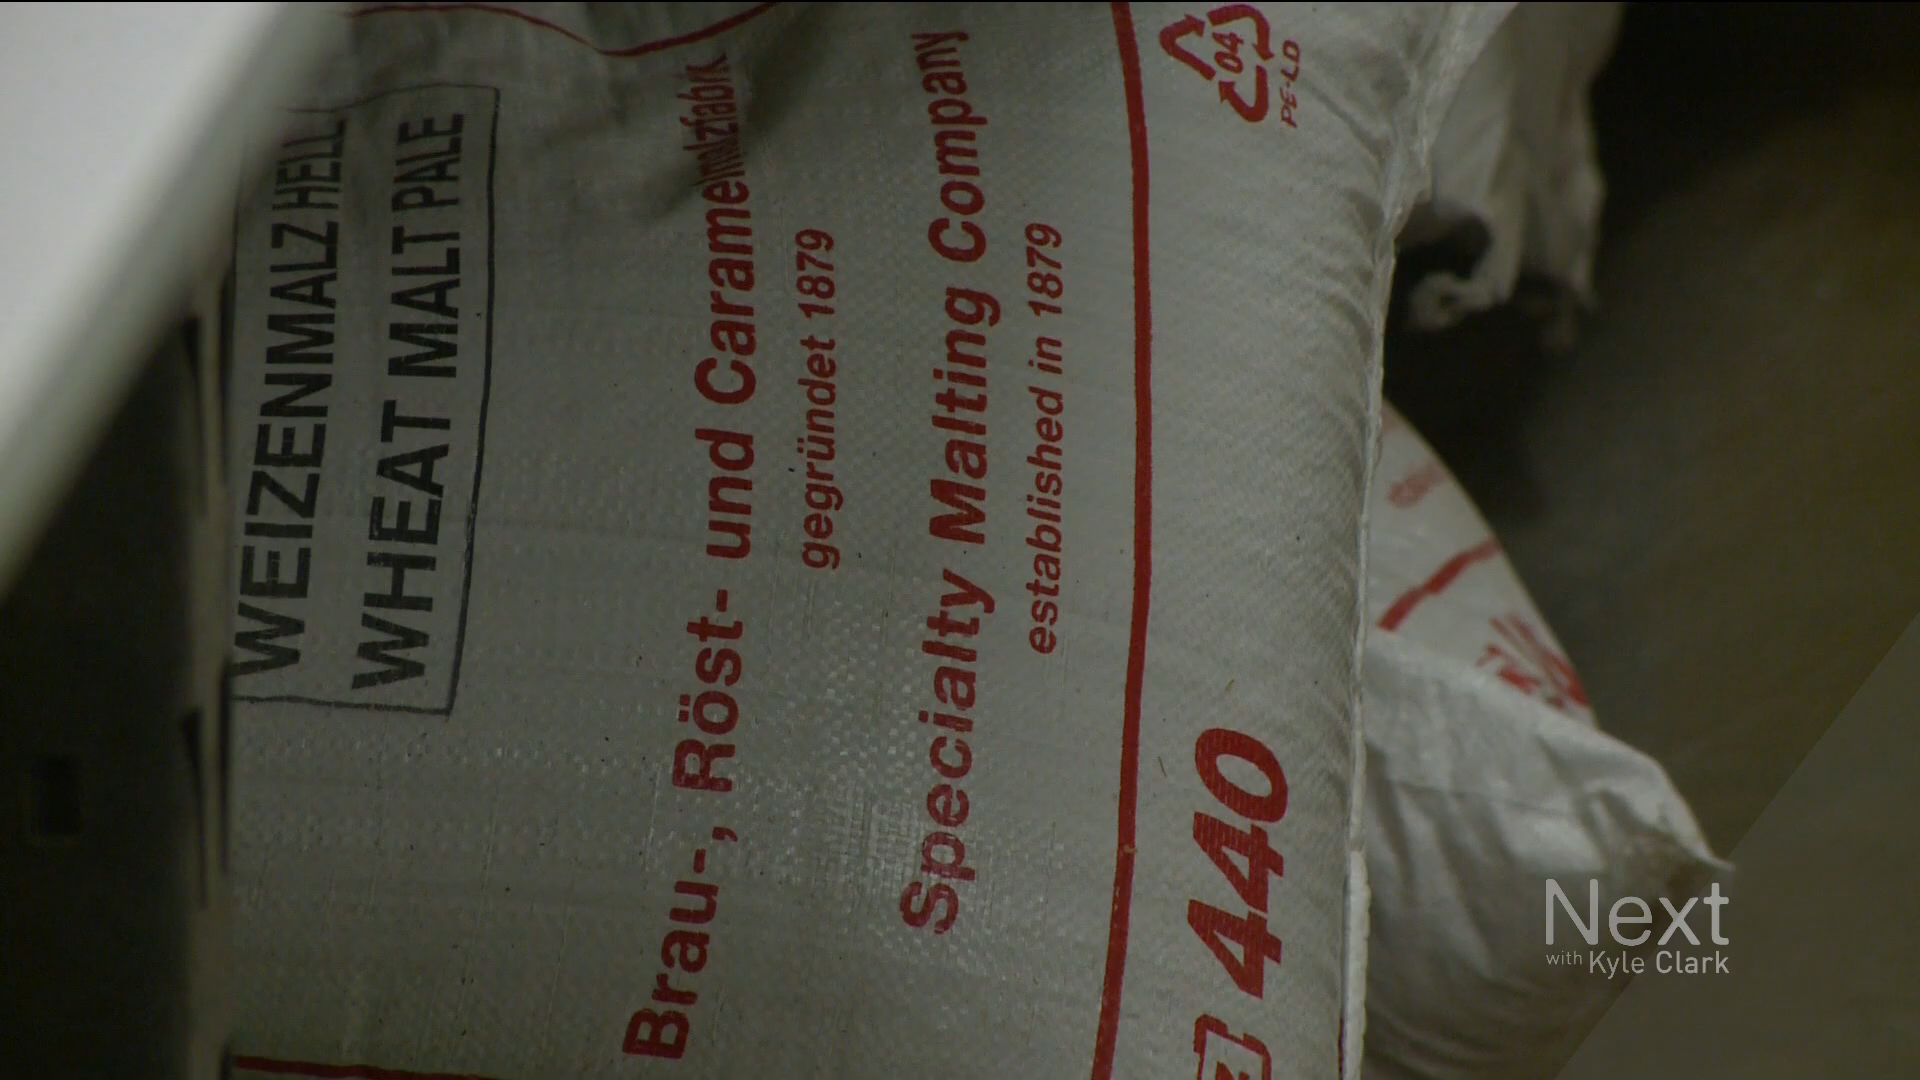 WEIZENMALZ HELL
WHEAT MALT PALE
Brau-, Röst- und Caramelmalzfabrik
gegründet 1879
Specialty Malting Company
established in 1879
04
PE-LD
440
Next
with Kyle Clark